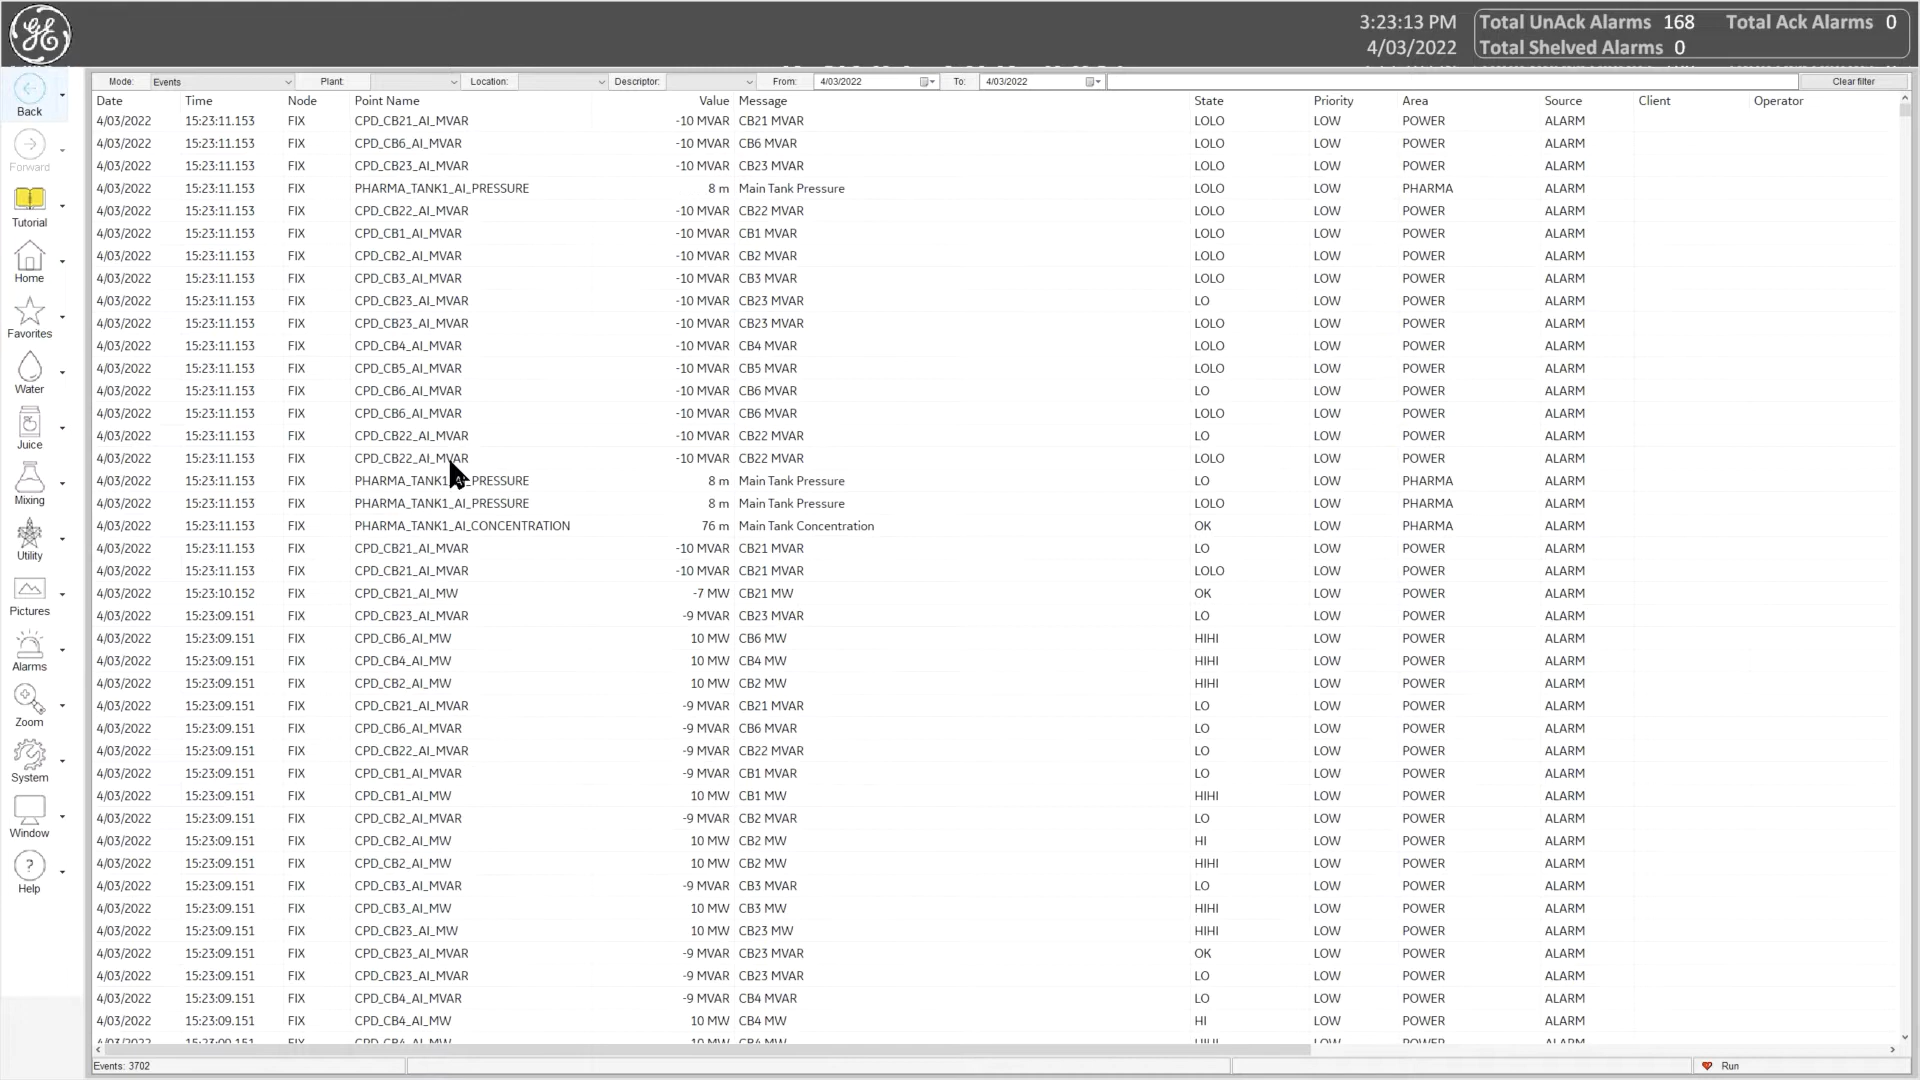 3:23:13 PM
4/03/2022
Total UnAck Alarms 168 Total Ack Alarms 0
Total Shelved Alarms 0
Back
Forward
Tutorial
Home
Favorites
Water
Juice
Mixing
Utility
Pictures
Alarms
Zoom
System
Window
Help
Mode: Events Plant: Location: Descriptor: From: 4/03/2022 To: 4/03/2022 Clear filter
Date Time Node Point Name Value Message State Priority Area Source Client Operator
4/03/2022 15:23:11.153 FIX CPD_CB21_AI_MVAR -10 MVAR CB21 MVAR LOLO LOW POWER ALARM
4/03/2022 15:23:11.153 FIX CPD_CB6_AI_MVAR -10 MVAR CB6 MVAR LOLO LOW POWER ALARM
4/03/2022 15:23:11.153 FIX CPD_CB23_AI_MVAR -10 MVAR CB23 MVAR LOLO LOW POWER ALARM
4/03/2022 15:23:11.153 FIX PHARMA_TANK1_AI_PRESSURE 8 m Main Tank Pressure LOLO LOW PHARMA ALARM
4/03/2022 15:23:11.153 FIX CPD_CB22_AI_MVAR -10 MVAR CB22 MVAR LOLO LOW POWER ALARM
4/03/2022 15:23:11.153 FIX CPD_CB1_AI_MVAR -10 MVAR CB1 MVAR LOLO LOW POWER ALARM
4/03/2022 15:23:11.153 FIX CPD_CB2_AI_MVAR -10 MVAR CB2 MVAR LOLO LOW POWER ALARM
4/03/2022 15:23:11.153 FIX CPD_CB3_AI_MVAR -10 MVAR CB3 MVAR LOLO LOW POWER ALARM
4/03/2022 15:23:11.153 FIX CPD_CB23_AI_MVAR -10 MVAR CB23 MVAR LO LOW POWER ALARM
4/03/2022 15:23:11.153 FIX CPD_CB23_AI_MVAR -10 MVAR CB23 MVAR LOLO LOW POWER ALARM
4/03/2022 15:23:11.153 FIX CPD_CB4_AI_MVAR -10 MVAR CB4 MVAR LOLO LOW POWER ALARM
4/03/2022 15:23:11.153 FIX CPD_CB5_AI_MVAR -10 MVAR CB5 MVAR LOLO LOW POWER ALARM
4/03/2022 15:23:11.153 FIX CPD_CB6_AI_MVAR -10 MVAR CB6 MVAR LO LOW POWER ALARM
4/03/2022 15:23:11.153 FIX CPD_CB6_AI_MVAR -10 MVAR CB6 MVAR LOLO LOW POWER ALARM
4/03/2022 15:23:11.153 FIX CPD_CB22_AI_MVAR -10 MVAR CB22 MVAR LO LOW POWER ALARM
4/03/2022 15:23:11.153 FIX CPD_CB22_AI_MVAR -10 MVAR CB22 MVAR LOLO LOW POWER ALARM
4/03/2022 15:23:11.153 FIX PHARMA_TANK1_AI_PRESSURE 8 m Main Tank Pressure LO LOW PHARMA ALARM
4/03/2022 15:23:11.153 FIX PHARMA_TANK1_AI_PRESSURE 8 m Main Tank Pressure LOLO LOW PHARMA ALARM
4/03/2022 15:23:11.153 FIX PHARMA_TANK1_AI_CONCENTRATION 76 m Main Tank Concentration OK LOW PHARMA ALARM
4/03/2022 15:23:11.153 FIX CPD_CB21_AI_MVAR -10 MVAR CB21 MVAR LO LOW POWER ALARM
4/03/2022 15:23:11.153 FIX CPD_CB21_AI_MVAR -10 MVAR CB21 MVAR LOLO LOW POWER ALARM
4/03/2022 15:23:10.152 FIX CPD_CB21_AI_MW -7 MW CB21 MW OK LOW POWER ALARM
4/03/2022 15:23:09.151 FIX CPD_CB23_AI_MVAR -9 MVAR CB23 MVAR LO LOW POWER ALARM
4/03/2022 15:23:09.151 FIX CPD_CB6_AI_MW 10 MW CB6 MW HIHI LOW POWER ALARM
4/03/2022 15:23:09.151 FIX CPD_CB4_AI_MW 10 MW CB4 MW HIHI LOW POWER ALARM
4/03/2022 15:23:09.151 FIX CPD_CB2_AI_MW 10 MW CB2 MW HIHI LOW POWER ALARM
4/03/2022 15:23:09.151 FIX CPD_CB21_AI_MVAR -9 MVAR CB21 MVAR LO LOW POWER ALARM
4/03/2022 15:23:09.151 FIX CPD_CB6_AI_MVAR -9 MVAR CB6 MVAR LO LOW POWER ALARM
4/03/2022 15:23:09.151 FIX CPD_CB22_AI_MVAR -9 MVAR CB22 MVAR LO LOW POWER ALARM
4/03/2022 15:23:09.151 FIX CPD_CB1_AI_MVAR -9 MVAR CB1 MVAR LO LOW POWER ALARM
4/03/2022 15:23:09.151 FIX CPD_CB1_AI_MW 10 MW CB1 MW HIHI LOW POWER ALARM
4/03/2022 15:23:09.151 FIX CPD_CB2_AI_MVAR -9 MVAR CB2 MVAR LO LOW POWER ALARM
4/03/2022 15:23:09.151 FIX CPD_CB2_AI_MW 10 MW CB2 MW HI LOW POWER ALARM
4/03/2022 15:23:09.151 FIX CPD_CB2_AI_MW 10 MW CB2 MW HIHI LOW POWER ALARM
4/03/2022 15:23:09.151 FIX CPD_CB3_AI_MVAR -9 MVAR CB3 MVAR LO LOW POWER ALARM
4/03/2022 15:23:09.151 FIX CPD_CB3_AI_MW 10 MW CB3 MW HIHI LOW POWER ALARM
4/03/2022 15:23:09.151 FIX CPD_CB23_AI_MW 10 MW CB23 MW HIHI LOW POWER ALARM
4/03/2022 15:23:09.151 FIX CPD_CB23_AI_MVAR -9 MVAR CB23 MVAR OK LOW POWER ALARM
4/03/2022 15:23:09.151 FIX CPD_CB23_AI_MVAR -9 MVAR CB23 MVAR LO LOW POWER ALARM
4/03/2022 15:23:09.151 FIX CPD_CB4_AI_MVAR -9 MVAR CB4 MVAR LO LOW POWER ALARM
4/03/2022 15:23:09.151 FIX CPD_CB4_AI_MW 10 MW CB4 MW HI LOW POWER ALARM
Events: 3702 Run